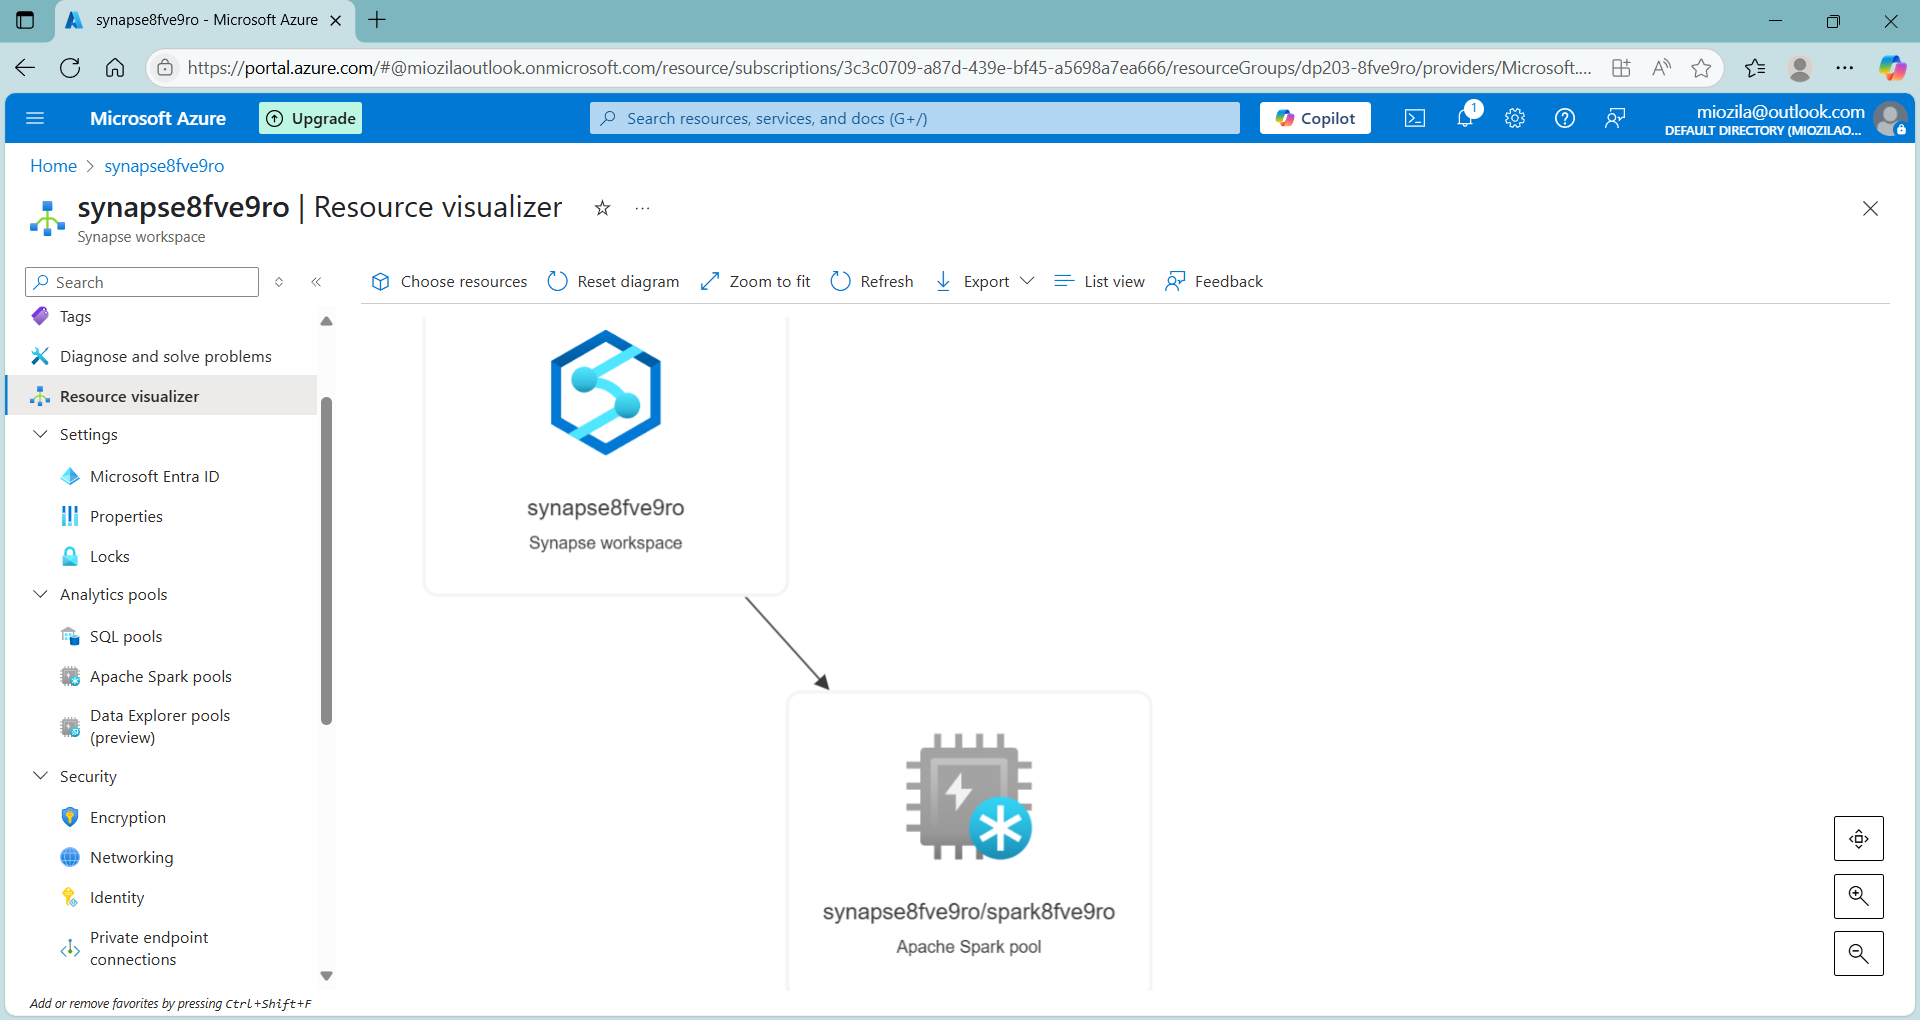 synapse8fve9ro - Microsoft Azure
https://portal.azure.com/#@miozilaoutlook.onmicrosoft.com/resource/subscriptions/3c3c0709-a87d-439e-bf45-a5698a7ea666/resourceGroups/dp203-8fve9ro/providers/Microsoft....
Microsoft Azure
Upgrade
Search resources, services, and docs (G+/)
Copilot
1
miozila@outlook.com
DEFAULT DIRECTORY (MIOZILAO...
Home > synapse8fve9ro
synapse8fve9ro | Resource visualizer
Synapse workspace
Search
Choose resources
Reset diagram
Zoom to fit
Refresh
Export
List view
Feedback
Tags
Diagnose and solve problems
Resource visualizer
Settings
Microsoft Entra ID
Properties
Locks
Analytics pools
SQL pools
Apache Spark pools
Data Explorer pools
(preview)
Security
Encryption
Networking
Identity
Private endpoint
connections
Add or remove favorites by pressing Ctrl+Shift+F
synapse8fve9ro
Synapse workspace
synapse8fve9ro/spark8fve9ro
Apache Spark pool